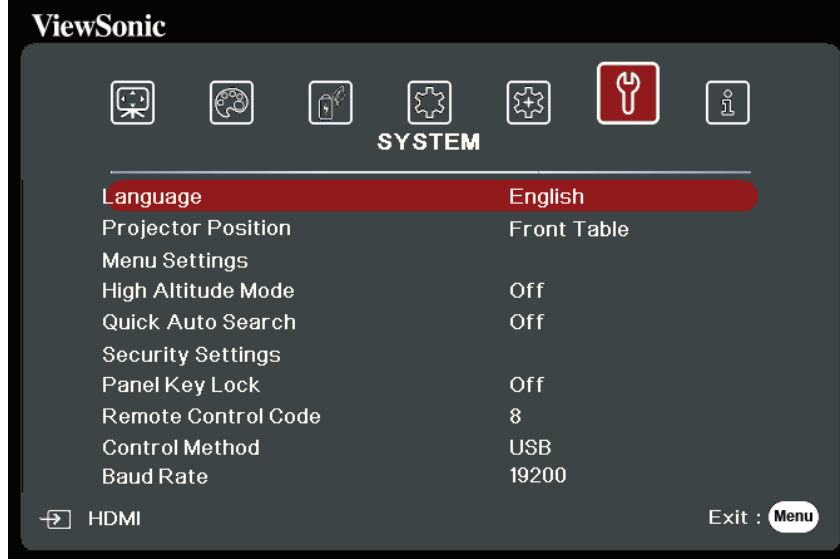 ViewSonic
SYSTEM
Language English
Projector Position Front Table
Menu Settings
High Altitude Mode Off
Quick Auto Search Off
Security Settings
Panel Key Lock Off
Remote Control Code 8
Control Method USB
Baud Rate 19200
HDMI Exit : Menu